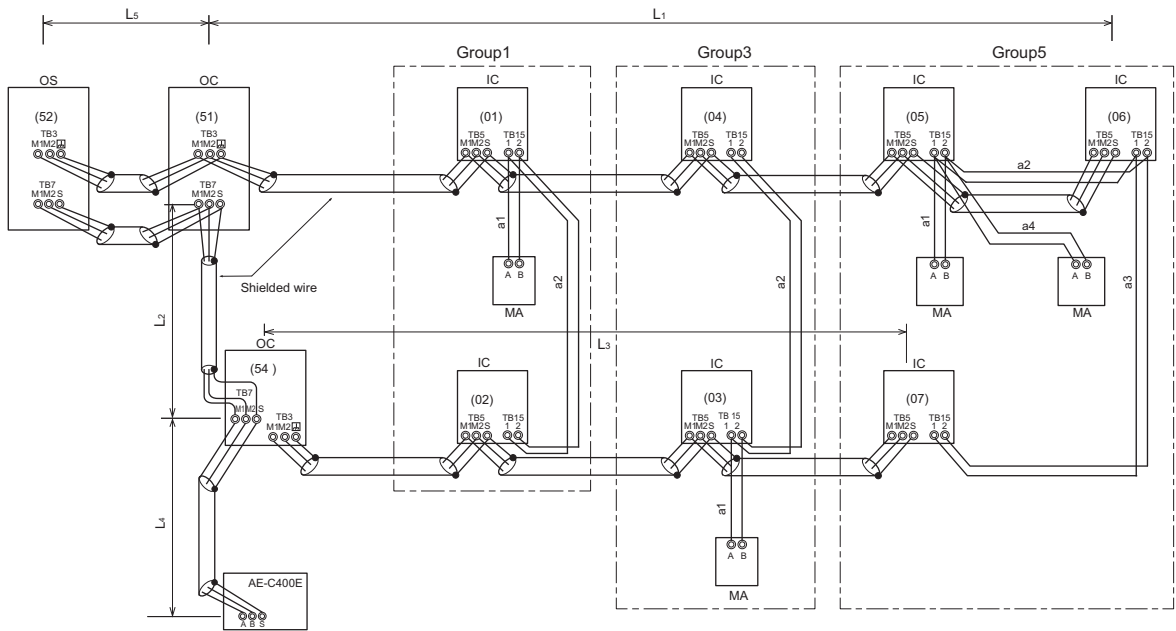 L5
L1
Group1
Group3
Group5
OS
OC
IC
IC
IC
IC
(52)
(51)
(01)
(04)
(05)
(06)
TB3
M1M2
TB3
M1M2
TB5
M1M2S
TB15
1 2
TB5
M1M2S
TB15
1 2
TB5
M1M2S
TB15
1 2
TB5
M1M2S
TB15
1 2
TB7
M1M2S
TB7
M1M2S
a2
a1
a2
a2
a1
a4
a3
A B
MA
A B
MA
A B
MA
Shielded wire
L2
L3
OC
IC
IC
IC
(54 )
(02)
(03)
(07)
TB7
M1M2 S
TB3
M1M2
TB5
M1M2S
TB15
1 2
TB5
M1M2S
TB 15
1 2
TB5
M1M2S
TB15
1 2
L4
a1
A B
MA
AE-C400E
A B S